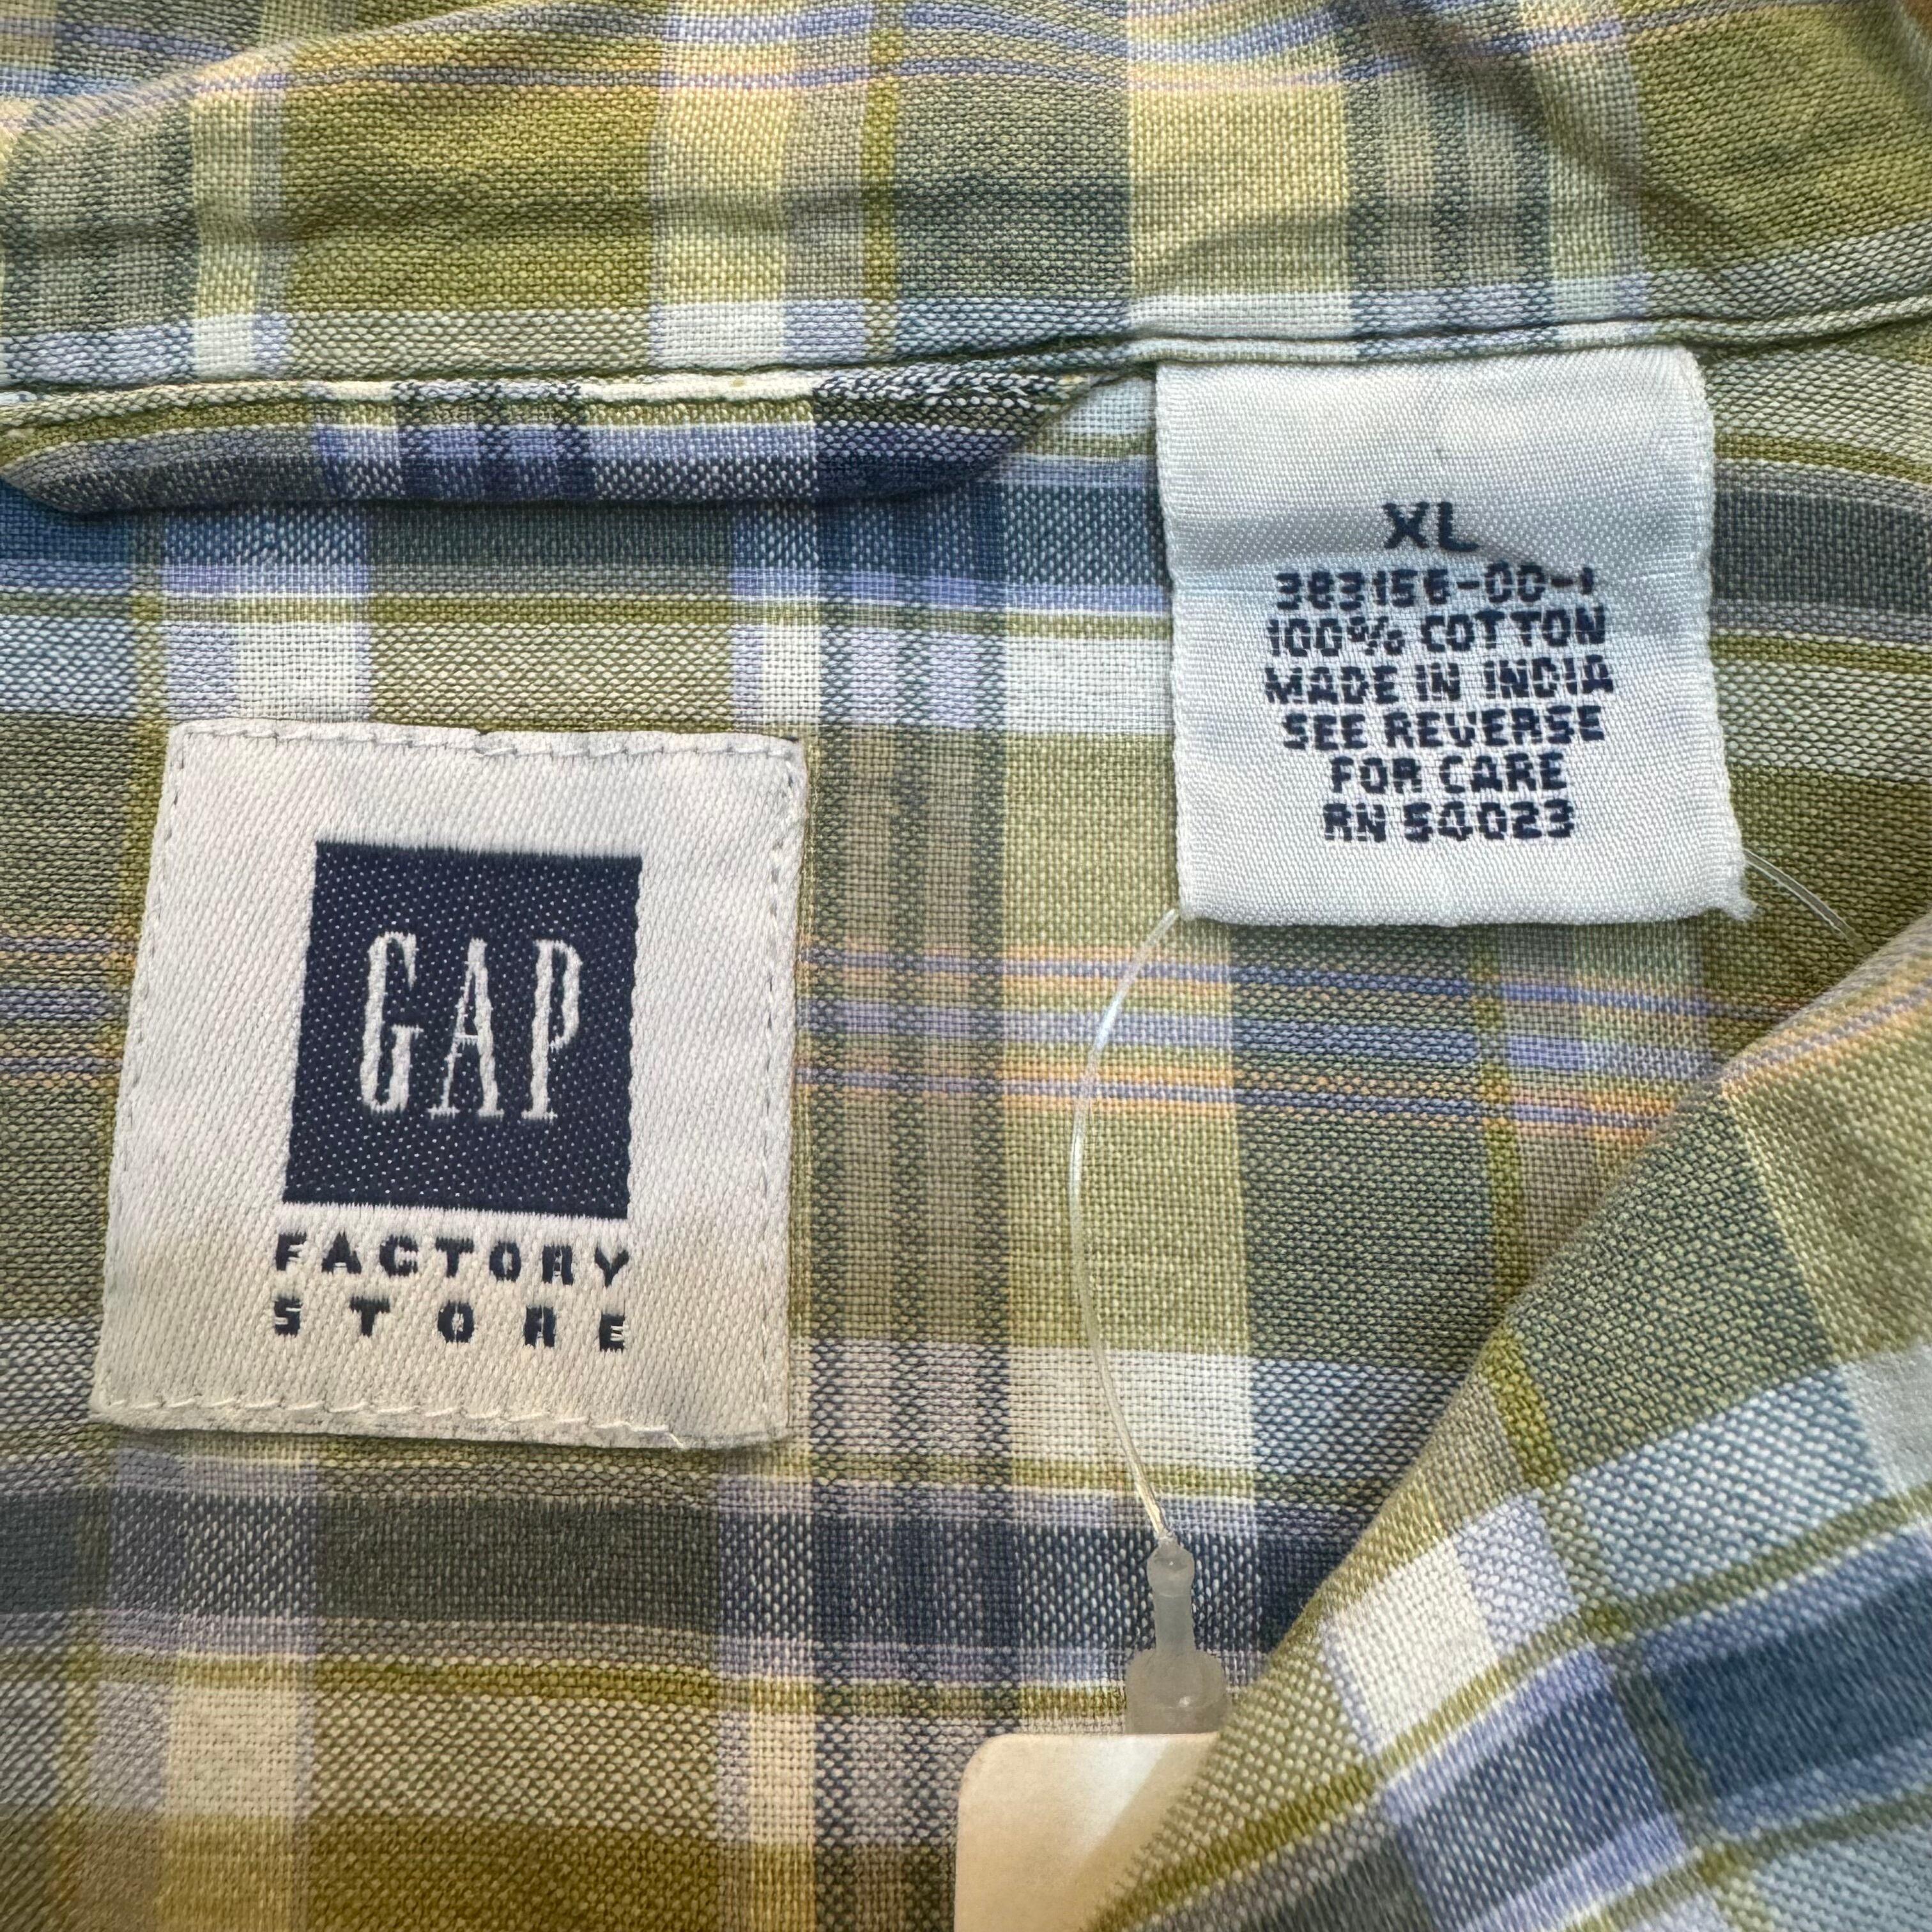 XL
383156-00-1
100% COTTON
MADE IN INDIA
SEE REVERSE
FOR CARE
RN 54023
GAP
FACTORY
STORE